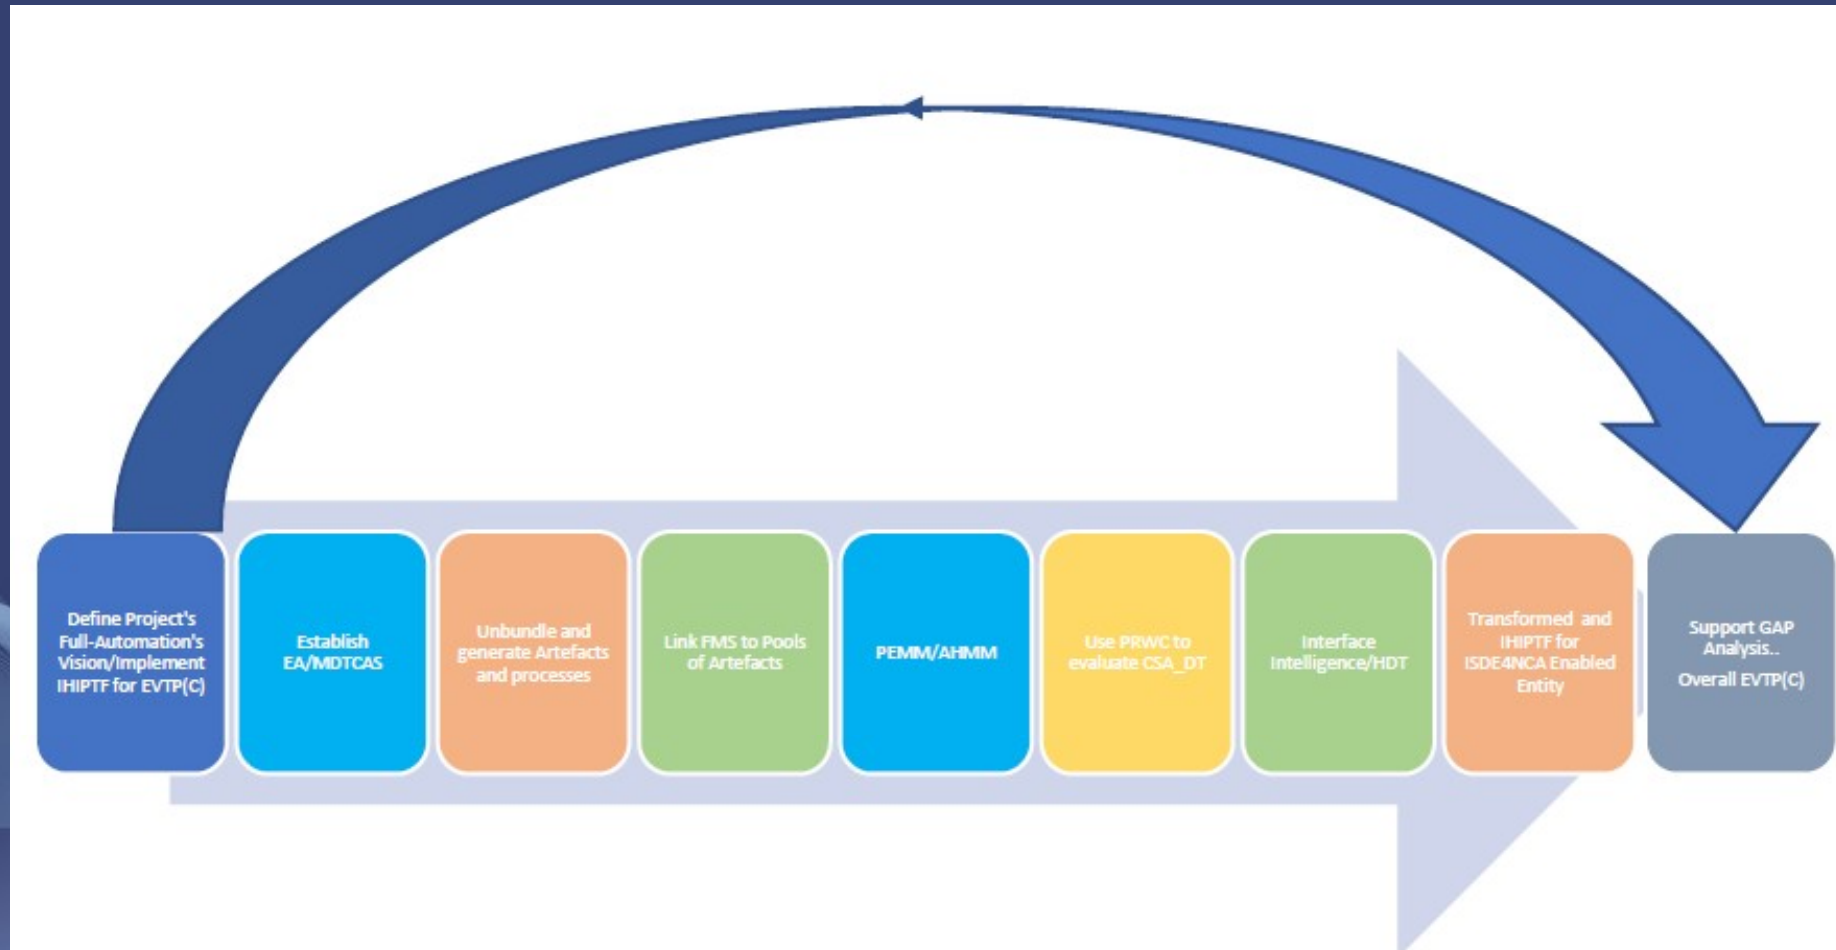 Define Project's
Full-Automation's
Vision/Implement
IHIPTF for EVTP(C)
Establish
EA/MDTCAS
Unbundle and
generate Artefacts
and processes
Link FMS to Pools
of Artefacts
PEMM/AHMM
Use PRWC to
evaluate CSA_DT
Interface
Intelligence/HDT
Transformed and
IHIPTF for
ISDE4NCA Enabled
Entity
Support GAP
Analysis..
Overall EVTP(C)